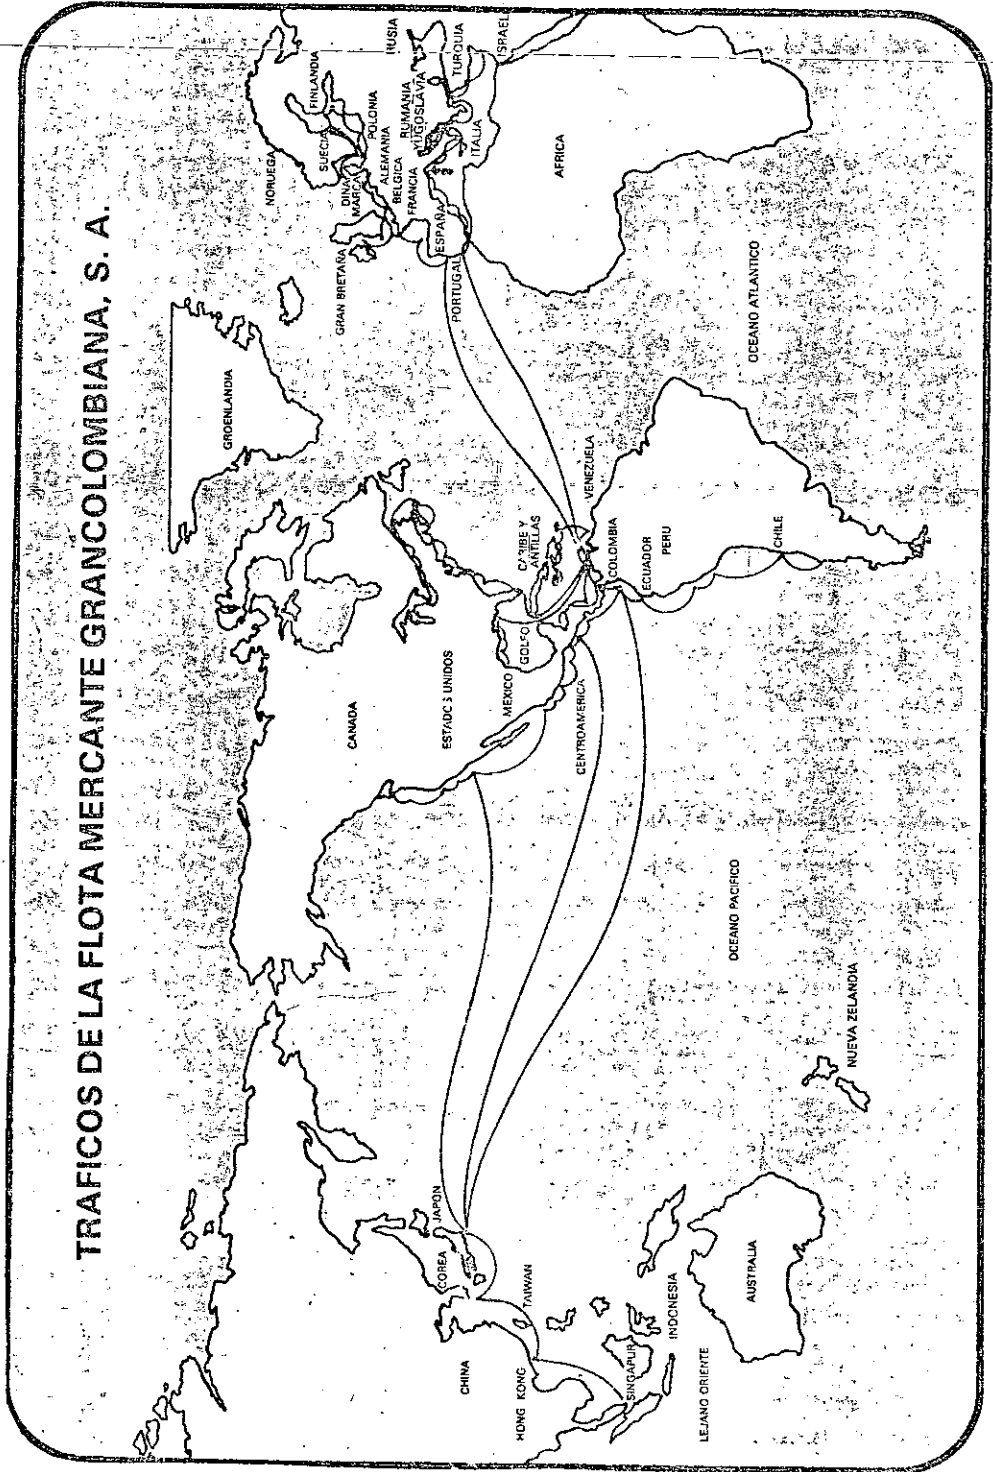 TRAFICOS DE LA FLOTA MERCANTE GRANCOLOMBIANA, S. A.
GROENLANDIA
NORUEGA
SUECIA
FINLANDIA
RUSIA
DINA
MARCA
GRAN BRETAÑA
POLONIA
ALEMANIA
BELGICA
FRANCIA
RUMANIA
YUGOSLAVIA
TURQUIA
ISRAEL
ITALIA
ESPAÑA
PORTUGAL
AFRICA
CANADA
ESTADOS UNIDOS
MEXICO
GOLFO
CARIBE Y
ANTILLAS
CENTROAMERICA
VENEZUELA
COLOMBIA
ECUADOR
PERU
CHILE
OCEANO ATLANTICO
OCEANO PACIFICO
COREA
JAPON
CHINA
TAIWAN
HONG KONG
SINGAPUR
INDONESIA
LEJANO ORIENTE
AUSTRALIA
NUEVA ZELANDIA